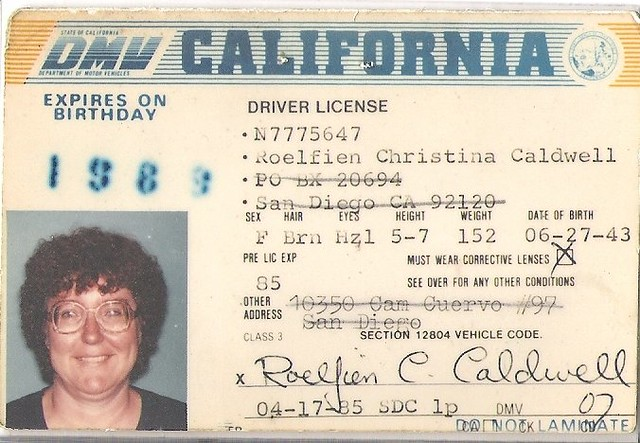 STATE OF CALIFORNIA
DMV CALIFORNIA
DEPARTMENT OF MOTOR VEHICLES
EXPIRES ON
BIRTHDAY
1989
DRIVER LICENSE
• N7775647
• Roelfien Christina Caldwell
• PO BX 20694
• San Diego CA 92120
SEX HAIR EYES HEIGHT WEIGHT DATE OF BIRTH
F Brn Hzl 5-7 152 06-27-43
PRE LIC EXP MUST WEAR CORRECTIVE LENSES
85 SEE OVER FOR ANY OTHER CONDITIONS
OTHER ADDRESS 10350 Cam Cuervo #97
San Diego
CLASS 3 SECTION 12804 VEHICLE CODE.
X Roelfien C. Caldwell
04-17-85 SDC 1p DMV 07
DO NOT LAMINATE